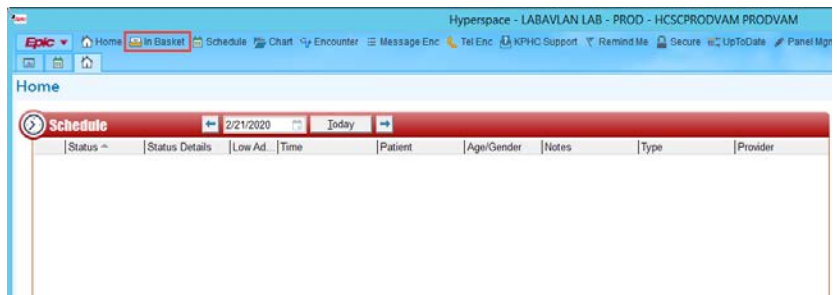 Epic
Hyperspace - LABAVLAN LAB - PROD - HCSCPRODVAM PRODVAM
Epic Home In Basket Schedule Chart Encounter Message Enc Tel Enc KPHC Support Remind Me Secure UpToDate Panel Mgm
Home
Schedule 2/21/2020 Today
Status Status Details Low Ad... Time Patient Age/Gender Notes Type Provider